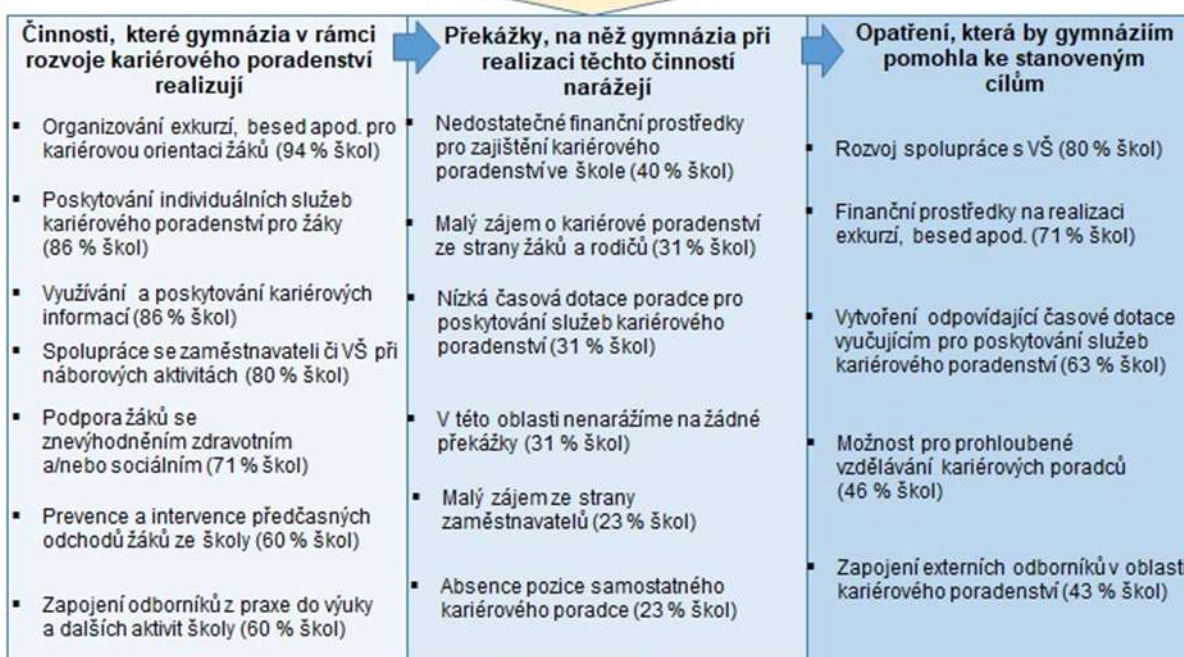 Činnosti, které gymnázia v rámci
rozvoje kariérového poradenství
realizují
▪ Organizování exkurzí, besed apod. pro
kariérovou orientaci žáků (94 % škol)
▪ Poskytování individuálních služeb
kariérového poradenství pro žáky
(86 % škol)
▪ Využívání a poskytování kariérových
informací (86 % škol)
▪ Spolupráce se zaměstnavateli či VŠ při
náborových aktivitách (80 % škol)
▪ Podpora žáků se
znevýhodněním zdravotním
a/nebo sociálním (71 % škol)
▪ Prevence a intervence předčasných
odchodů žáků ze školy (60 % škol)
▪ Zapojení odborníků z praxe do výuky
a dalších aktivit školy (60 % škol)
Překážky, na něž gymnázia při
realizaci těchto činností
narážejí
▪ Nedostatečné finanční prostředky
pro zajištění kariérového
poradenství ve škole (40 % škol)
▪ Malý zájem o kariérové poradenství
ze strany žáků a rodičů (31 % škol)
▪ Nízká časová dotace poradce pro
poskytování služeb kariérového
poradenství (31 % škol)
▪ V této oblasti nenarážíme na žádné
překážky (31 % škol)
▪ Malý zájem ze strany
zaměstnavatelů (23 % škol)
▪ Absence pozice samostatného
kariérového poradce (23 % škol)
Opatření, která by gymnáziím
pomohla ke stanoveným
cílům
▪ Rozvoj spolupráce s VŠ (80 % škol)
▪ Finanční prostředky na realizaci
exkurzí, besed apod. (71 % škol)
▪ Vytvoření odpovídající časové dotace
vyučujícím pro poskytování služeb
kariérového poradenství (63 % škol)
▪ Možnost pro prohloubené
vzdělávání kariérových poradců
(46 % škol)
▪ Zapojení externích odborníků v oblasti
kariérového poradenství (43 % škol)